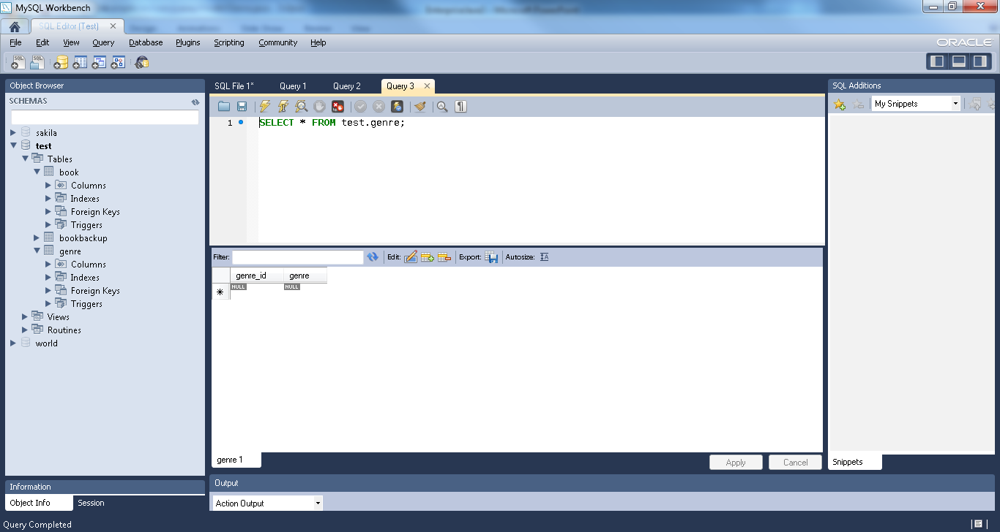 MySQL Workbench
SQL Editor (Test)
File Edit View Query Database Plugins Scripting Community Help
ORACLE
Object Browser
SCHEMAS
sakila
test
Tables
book
Columns
Indexes
Foreign Keys
Triggers
bookbackup
genre
Columns
Indexes
Foreign Keys
Triggers
Views
Routines
world
Information
Object Info Session
SQL File 1* Query 1 Query 2 Query 3
1 SELECT * FROM test.genre;
Filter: Edit: Export: Autosize:
genre_id genre
NULL NULL
genre 1
Apply Cancel
Output
Action Output
SQL Additions
My Snippets
Snippets
Query Completed